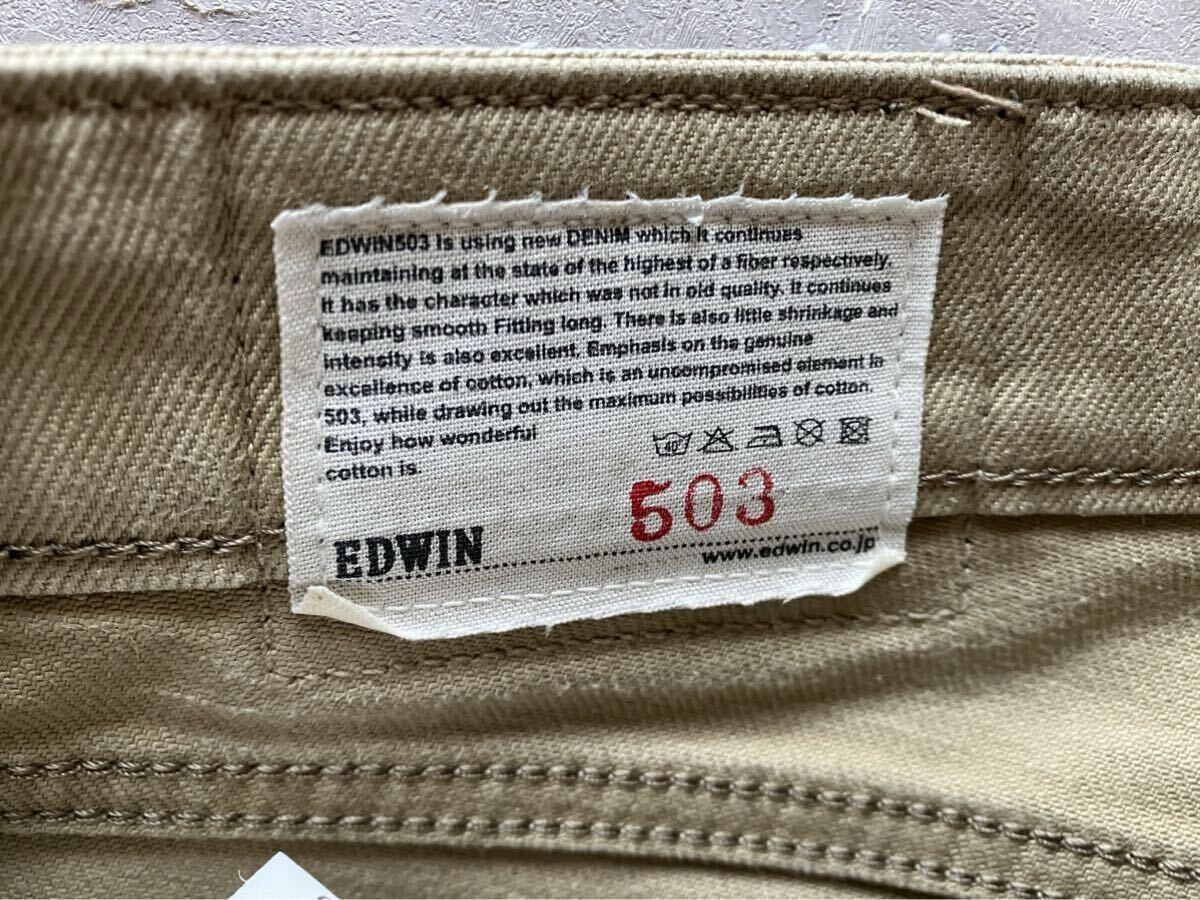 EDWIN503 is using new DENIM which it continues
maintaining at the state of the highest of a fiber respectively.
It has the character which was not in old quality. It continues
keeping smooth Fitting long. There is also little shrinkage and
intensity is also excellent. Emphasis on the genuine
excellence of cotton, which is an uncompromised element in
503, while drawing out the maximum possibilities of cotton.
Enjoy how wonderful
cotton is.
40
503
EDWIN
www.edwin.co.jp